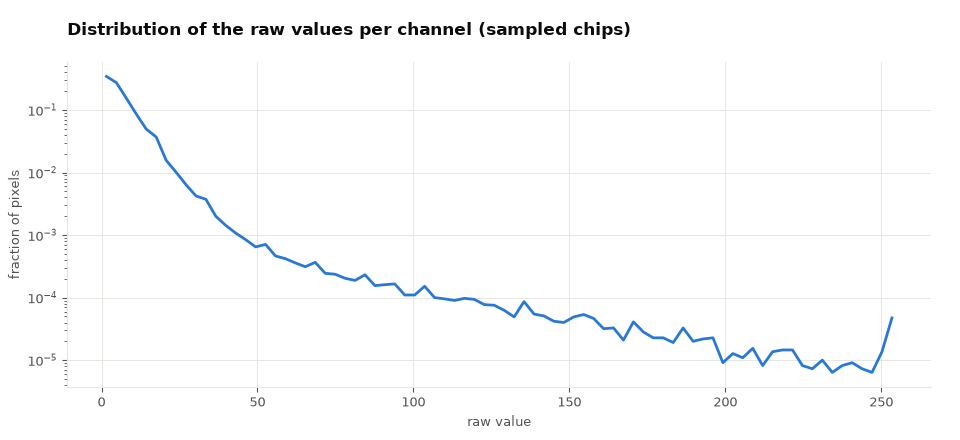 Distribution of the raw values per channel (sampled chips)
fraction of pixels
10⁻¹
10⁻²
10⁻³
10⁻⁴
10⁻⁵
0 50 100 150 200 250
raw value